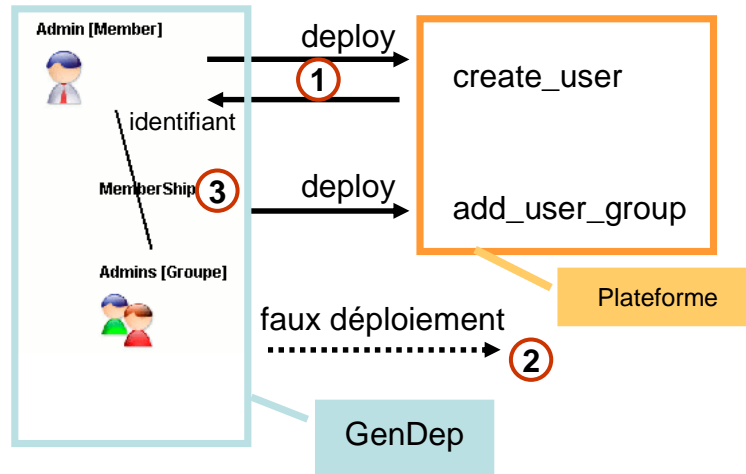 Admin [Member]
deploy
1
create_user
identifiant
MemberShip
3
deploy
add_user_group
Admins [Groupe]
Plateforme
faux déploiement
2
GenDep